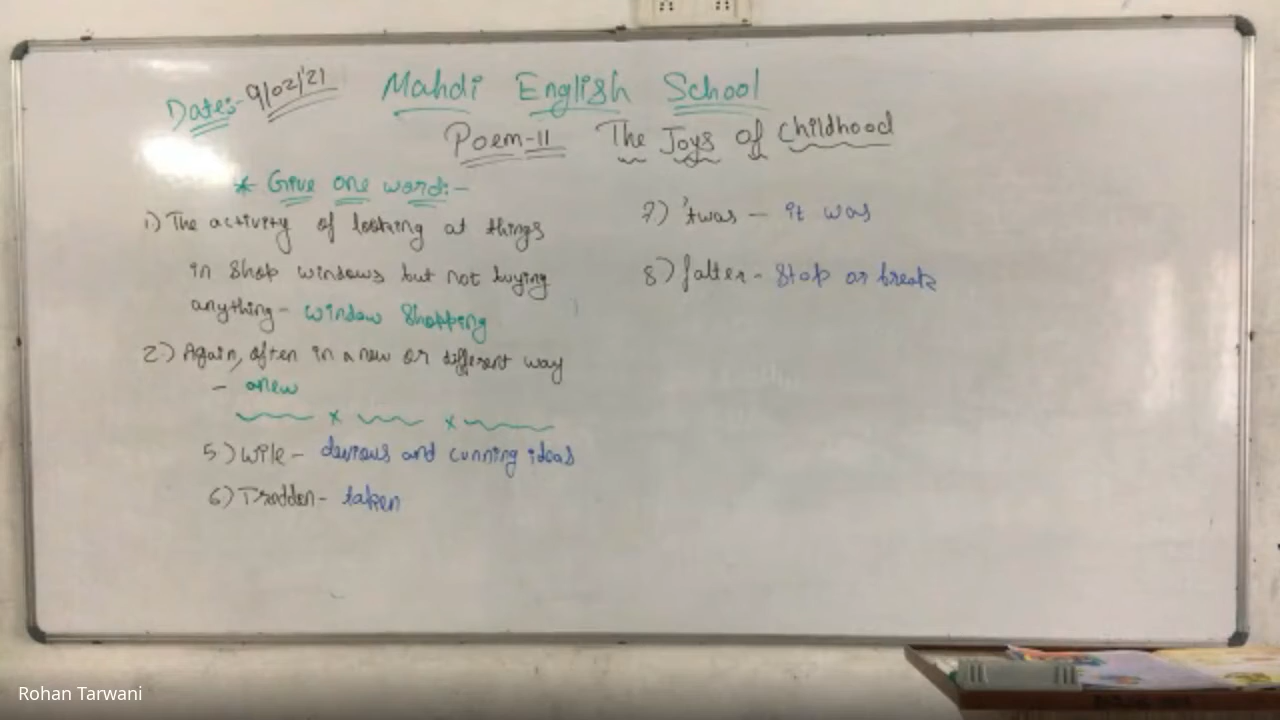 Date:- 9/02/'21
Mahdi English School
Poem-11 The Joys of Childhood
* Give one word:-
1.) The activity of looking at things
in shop windows but not buying
anything - window shopping
2.) Again, often in a new or different way
- anew
x x
5.) Wile - devious and cunning ideas
6.) Trodden - taken
7.) 'twas - it was
8.) falter - stop or break
Rohan Tarwani